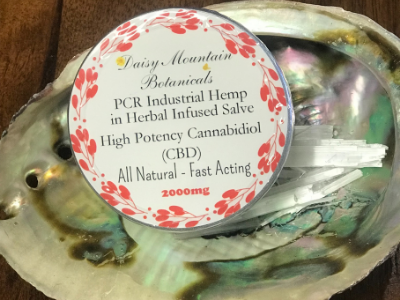 Daisy Mountain
Botanicals
PCR Industrial Hemp
in Herbal Infused Salve
High Potency Cannabidiol
(CBD)
All Natural - Fast Acting
2000mg